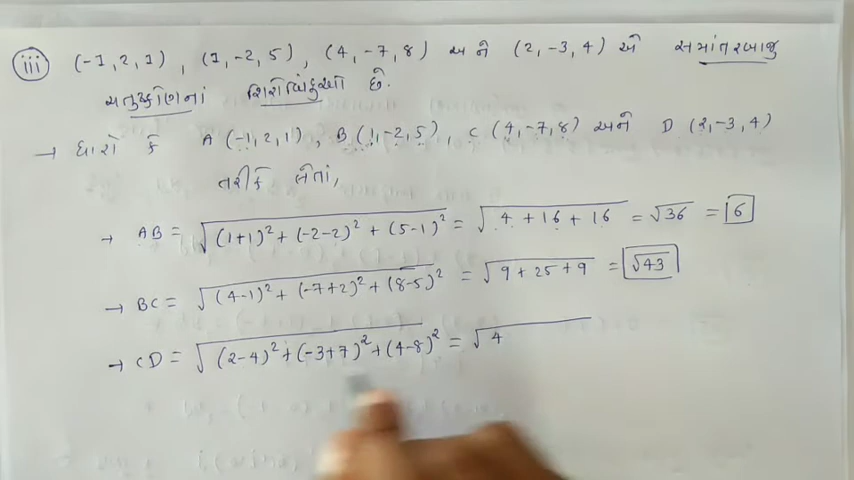 (iii) (-1,2,1), (1,-2,5), (4,-7,8) અને (2,-3,4) એ સમાંતરબાજુ
ચતુષ્કોણનાં શિરોબિંદુઓ છે.
→ ધારો કે A(-1,2,1), B(1,-2,5), C(4,-7,8) અને D(2,-3,4)
તરીકે લેતાં,
→ AB = √((1+1)² + (-2-2)² + (5-1)²) = √(4+16+16) = √36 = 6
→ BC = √((4-1)² + (-7+2)² + (8-5)²) = √(9+25+9) = √43
→ CD = √((2-4)² + (-3+7)² + (4-8)²) = √4